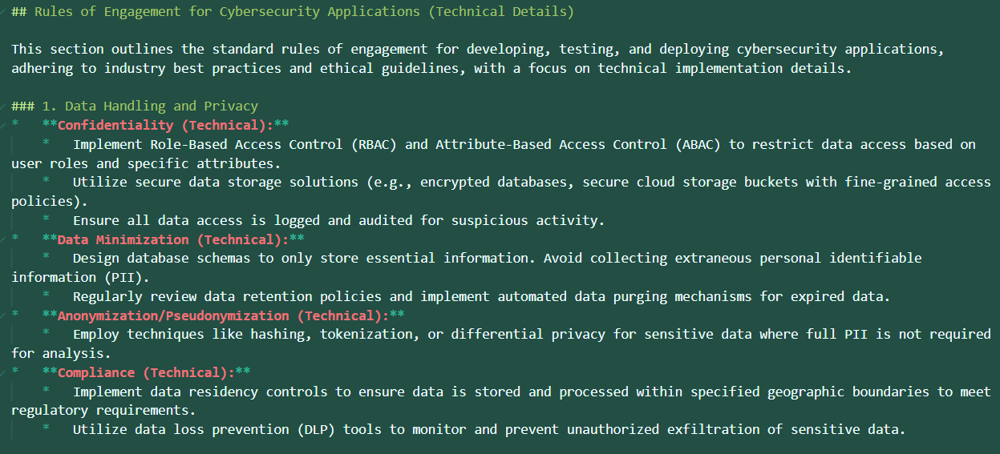 ## Rules of Engagement for Cybersecurity Applications (Technical Details)
This section outlines the standard rules of engagement for developing, testing, and deploying cybersecurity applications,
adhering to industry best practices and ethical guidelines, with a focus on technical implementation details.
### 1. Data Handling and Privacy
*   **Confidentiality (Technical):**
    *   Implement Role-Based Access Control (RBAC) and Attribute-Based Access Control (ABAC) to restrict data access based on
user roles and specific attributes.
    *   Utilize secure data storage solutions (e.g., encrypted databases, secure cloud storage buckets with fine-grained access
policies).
    *   Ensure all data access is logged and audited for suspicious activity.
*   **Data Minimization (Technical):**
    *   Design database schemas to only store essential information. Avoid collecting extraneous personal identifiable
information (PII).
    *   Regularly review data retention policies and implement automated data purging mechanisms for expired data.
*   **Anonymization/Pseudonymization (Technical):**
    *   Employ techniques like hashing, tokenization, or differential privacy for sensitive data where full PII is not required
for analysis.
*   **Compliance (Technical):**
    *   Implement data residency controls to ensure data is stored and processed within specified geographic boundaries to meet
regulatory requirements.
    *   Utilize data loss prevention (DLP) tools to monitor and prevent unauthorized exfiltration of sensitive data.